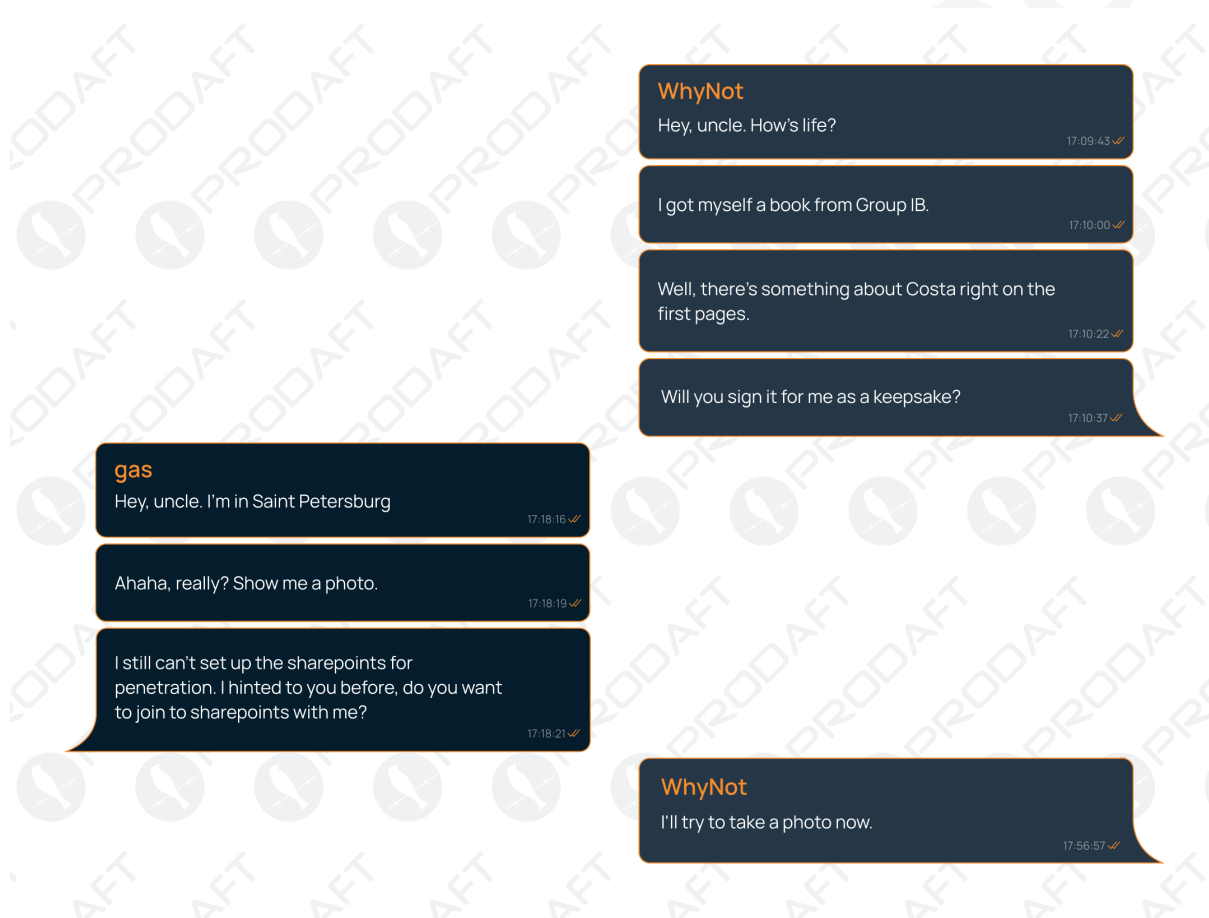 WhyNot
Hey, uncle. How's life?
17:09:43
I got myself a book from Group IB.
17:10:00
Well, there's something about Costa right on the
first pages.
17:10:22
Will you sign it for me as a keepsake?
17:10:37
gas
Hey, uncle. I'm in Saint Petersburg
17:18:16
Ahaha, really? Show me a photo.
17:18:19
I still can't set up the sharepoints for
penetration. I hinted to you before, do you want
to join to sharepoints with me?
17:18:21
WhyNot
I'll try to take a photo now.
17:56:57
PRODAFT